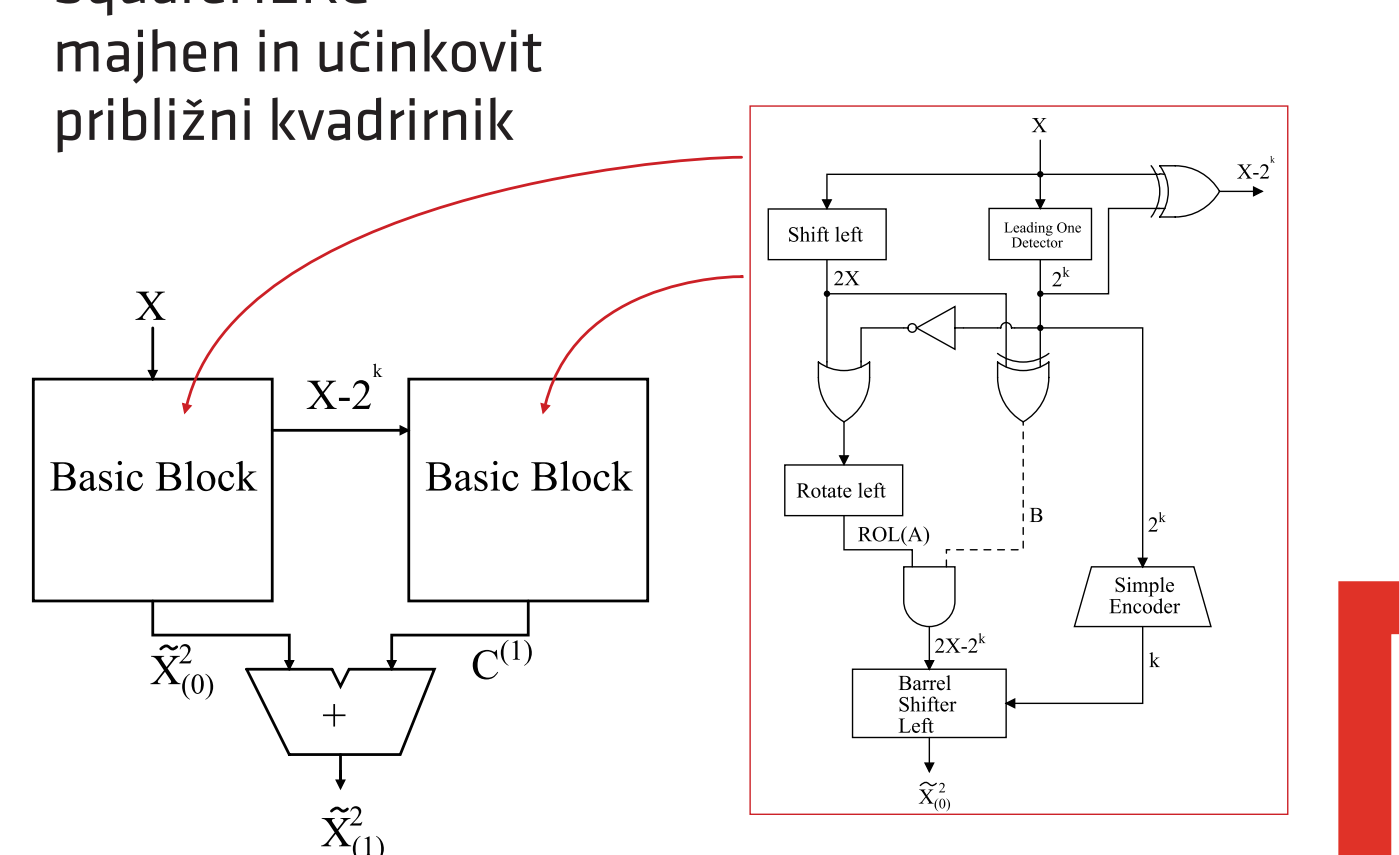 majhen in učinkovit
približni kvadrirnik
X
Basic Block
X-2^k
Basic Block
X̃²(0)
C(1)
+
X̃²(1)
X
X-2^k
Shift left
Leading One
Detector
2X
2^k
Rotate left
ROL(A)
B
2^k
Simple
Encoder
2X-2^k
k
Barrel
Shifter
Left
X̃²(0)